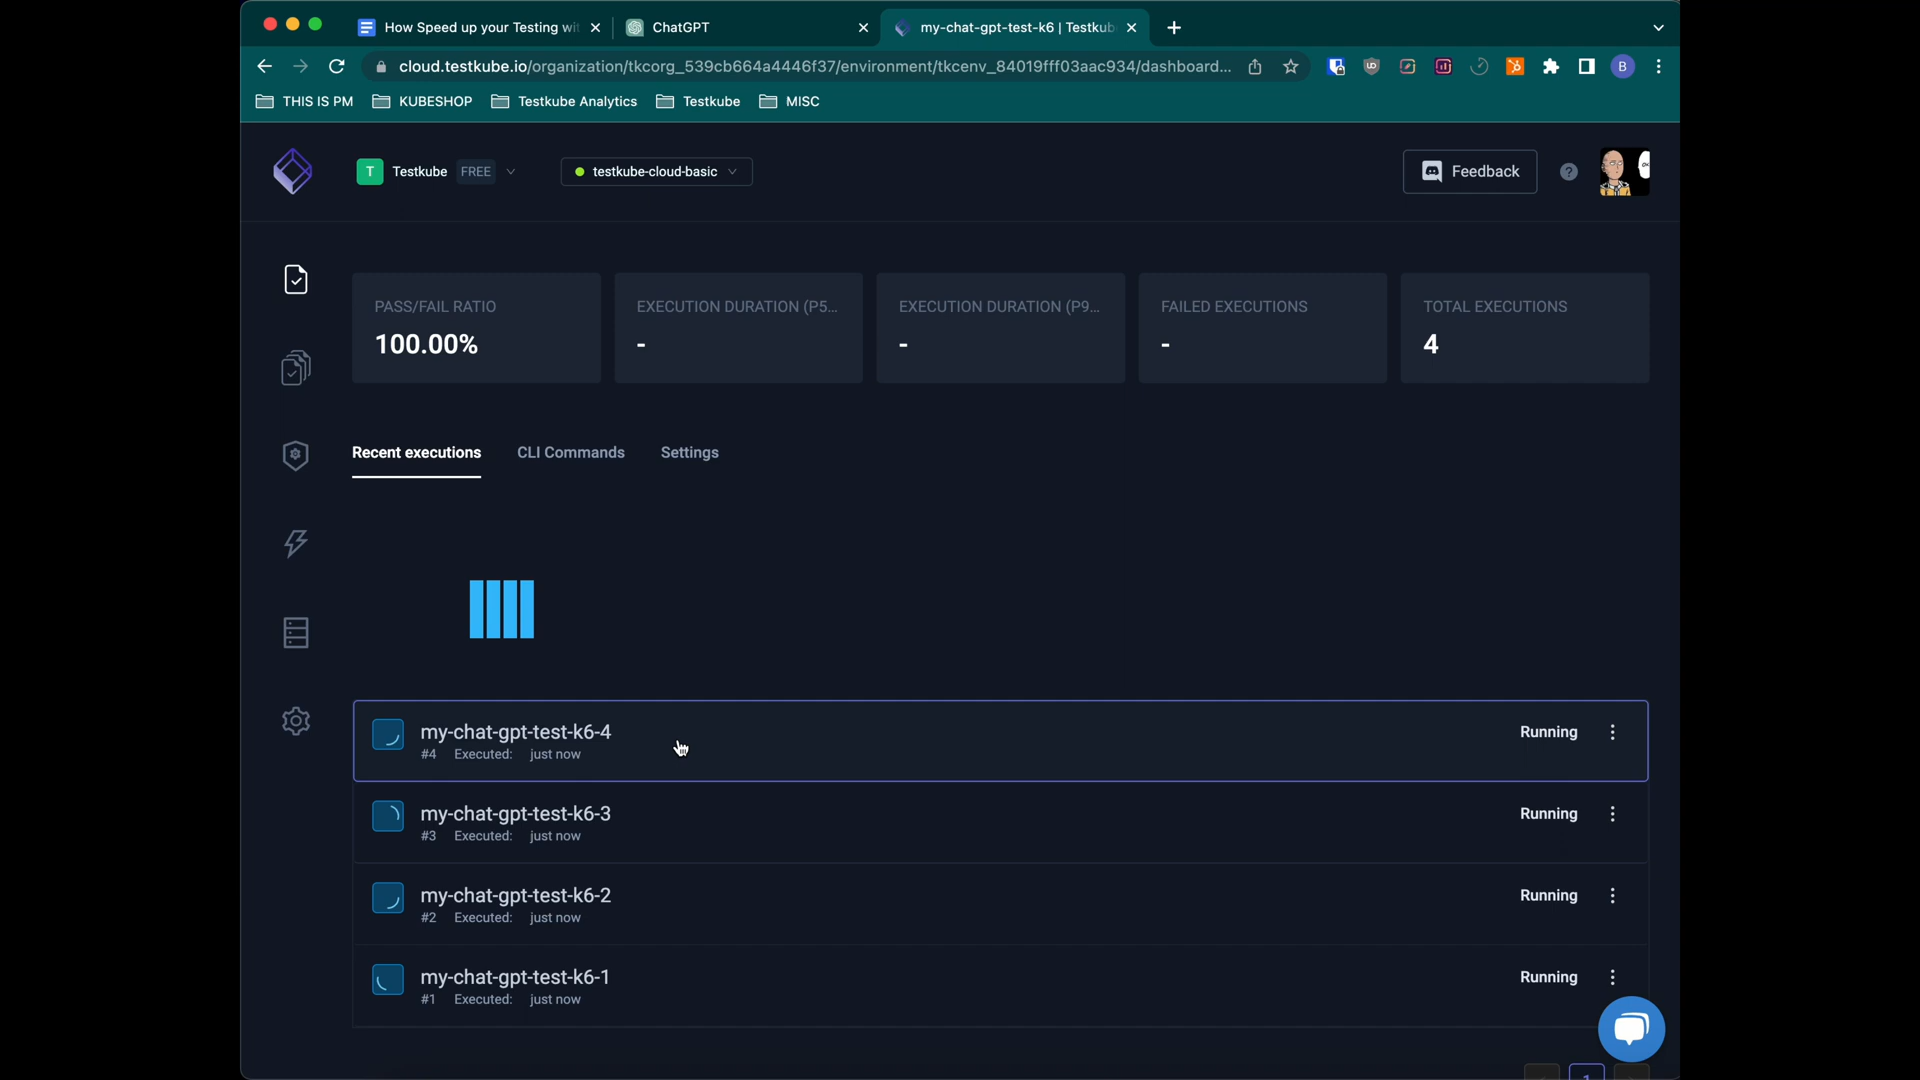 How Speed up your Testing wit
ChatGPT
my-chat-gpt-test-k6 | Testkub
cloud.testkube.io/organization/tkcorg_539cb664a4446f37/environment/tkcenv_84019fff03aac934/dashboard...
B
THIS IS PM
KUBESHOP
Testkube Analytics
Testkube
MISC
T
Testkube
FREE
testkube-cloud-basic
Feedback
?
PASS/FAIL RATIO
100.00%
EXECUTION DURATION (P5...
-
EXECUTION DURATION (P9...
-
FAILED EXECUTIONS
-
TOTAL EXECUTIONS
4
Recent executions
CLI Commands
Settings
my-chat-gpt-test-k6-4
#4 Executed: just now
Running
my-chat-gpt-test-k6-3
#3 Executed: just now
Running
my-chat-gpt-test-k6-2
#2 Executed: just now
Running
my-chat-gpt-test-k6-1
#1 Executed: just now
Running
1